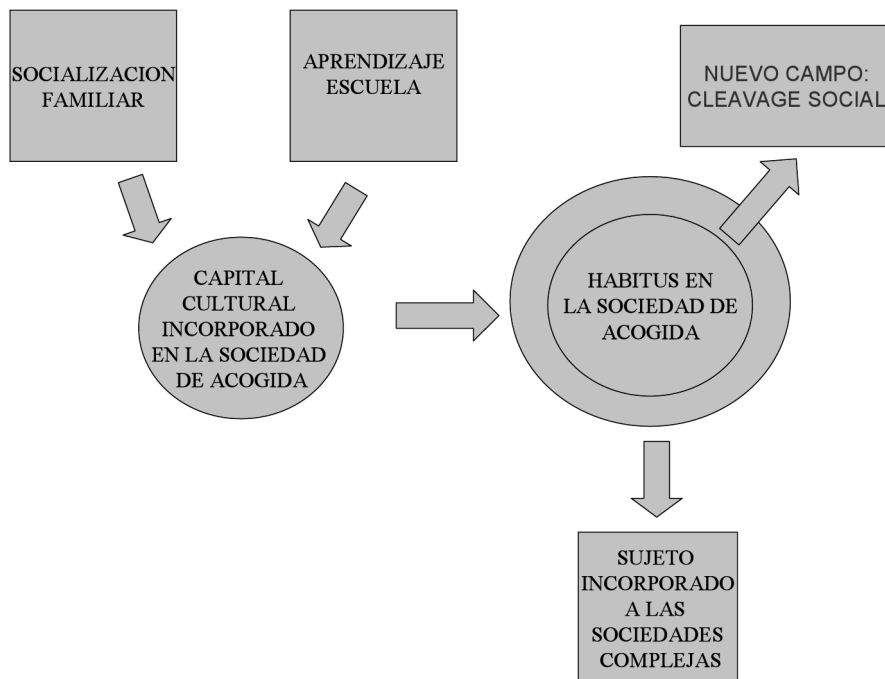 SOCIALIZACION
FAMILIAR
APRENDIZAJE
ESCUELA
NUEVO CAMPO:
CLEAVAGE SOCIAL
CAPITAL
CULTURAL
INCORPORADO
EN LA SOCIEDAD
DE ACOGIDA
HABITUS EN
LA SOCIEDAD DE
ACOGIDA
SUJETO
INCORPORADO
A LAS
SOCIEDADES
COMPLEJAS